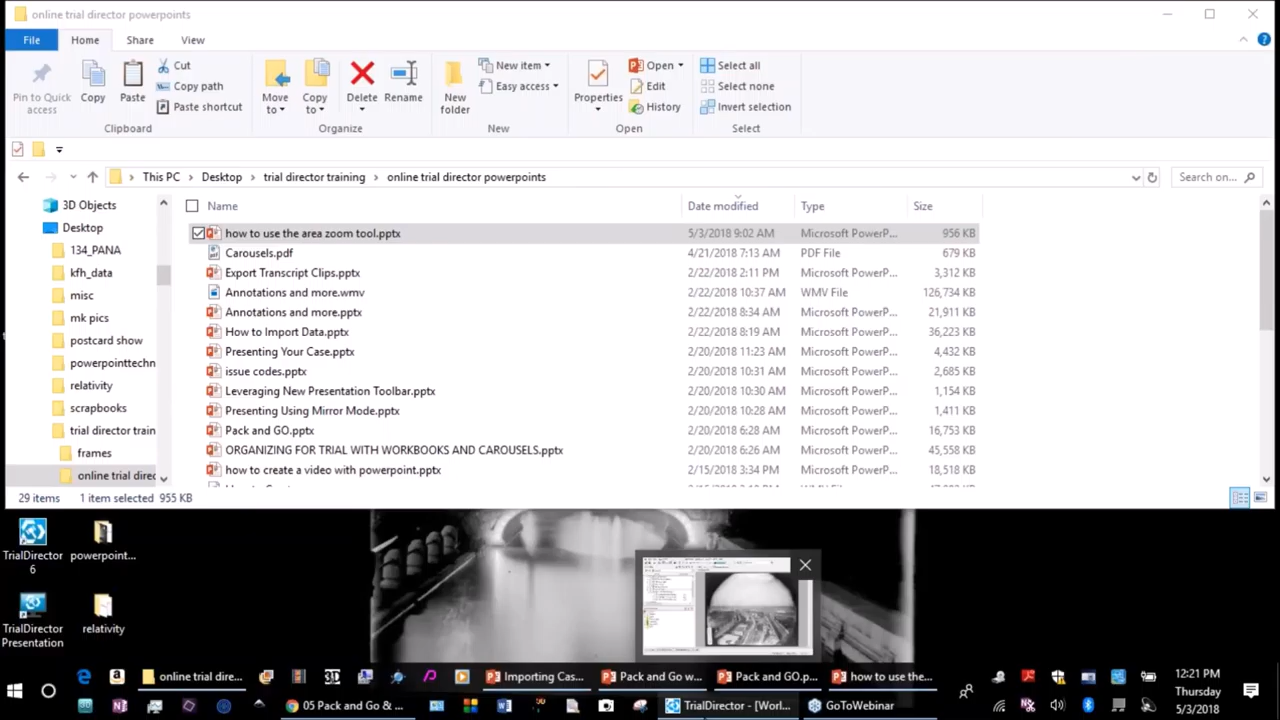 online trial director powerpoints
File Home Share View
Pin to Quick access
Copy
Paste
Cut
Copy path
Paste shortcut
Clipboard
Move to
Copy to
Delete
Rename
Organize
New folder
New item
Easy access
New
Properties
Open
Edit
History
Open
Select all
Select none
Invert selection
Select
This PC > Desktop > trial director training > online trial director powerpoints
Search on...
3D Objects
Desktop
134_PANA
kfh_data
misc
mk pics
postcard show
powerpointtechn
relativity
scrapbooks
trial director train
frames
online trial direc
Name Date modified Type Size
how to use the area zoom tool.pptx 5/3/2018 9:02 AM Microsoft PowerP... 956 KB
Carousels.pdf 4/21/2018 7:13 AM PDF File 679 KB
Export Transcript Clips.pptx 2/22/2018 2:11 PM Microsoft PowerP... 3,312 KB
Annotations and more.wmv 2/22/2018 10:37 AM WMV File 126,734 KB
Annotations and more.pptx 2/22/2018 8:34 AM Microsoft PowerP... 21,911 KB
How to Import Data.pptx 2/22/2018 8:19 AM Microsoft PowerP... 36,223 KB
Presenting Your Case.pptx 2/20/2018 11:23 AM Microsoft PowerP... 4,432 KB
issue codes.pptx 2/20/2018 10:31 AM Microsoft PowerP... 2,685 KB
Leveraging New Presentation Toolbar.pptx 2/20/2018 10:30 AM Microsoft PowerP... 1,154 KB
Presenting Using Mirror Mode.pptx 2/20/2018 10:28 AM Microsoft PowerP... 1,411 KB
Pack and GO.pptx 2/20/2018 6:28 AM Microsoft PowerP... 16,753 KB
ORGANIZING FOR TRIAL WITH WORKBOOKS AND CAROUSELS.pptx 2/20/2018 6:26 AM Microsoft PowerP... 45,558 KB
how to create a video with powerpoint.pptx 2/15/2018 3:34 PM Microsoft PowerP... 18,518 KB
29 items 1 item selected 955 KB
TrialDirector 6
powerpoint...
TrialDirector Presentation
relativity
online trial dire...
3D
Importing Cas...
Pack and Go w...
Pack and GO.p...
how to use the...
05 Pack and Go & ...
TrialDirector - [Worl...
GoToWebinar
12:21 PM
Thursday
5/3/2018